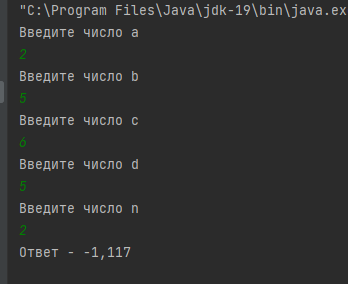 "C:\Program Files\Java\jdk-19\bin\java.ex
Введите число a
2
Введите число b
5
Введите число c
6
Введите число d
5
Введите число n
2
Ответ - -1,117